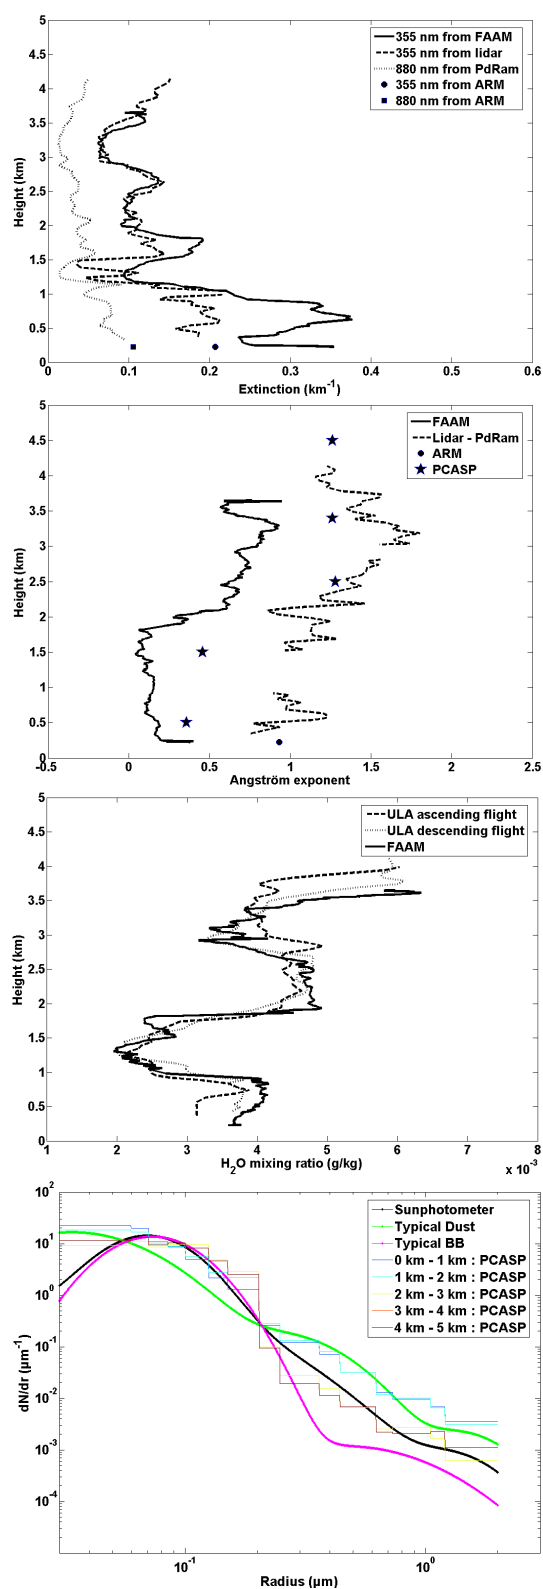 5
4.5
4
3.5
3
2.5
2
1.5
1
0.5
0
Height (km)
355 nm from FAAM
355 nm from lidar
880 nm from PdRam
355 nm from ARM
880 nm from ARM
0 0.1 0.2 0.3 0.4 0.5 0.6
Extinction (km⁻¹)
5
4.5
4
3.5
3
2.5
2
1.5
1
0.5
0
Height (km)
FAAM
Lidar - PdRam
ARM
PCASP
-0.5 0 0.5 1 1.5 2 2.5
Angström exponent
5
4.5
4
3.5
3
2.5
2
1.5
1
0.5
0
Height (km)
ULA ascending flight
ULA descending flight
FAAM
1 2 3 4 5 6 7 8
H₂O mixing ratio (g/kg)
x 10⁻³
10²
10¹
10⁰
10⁻¹
10⁻²
10⁻³
10⁻⁴
dN/dr (µm⁻¹)
Sunphotometer
Typical Dust
Typical BB
0 km - 1 km : PCASP
1 km - 2 km : PCASP
2 km - 3 km : PCASP
3 km - 4 km : PCASP
4 km - 5 km : PCASP
10⁻¹ 10⁰
Radius (µm)